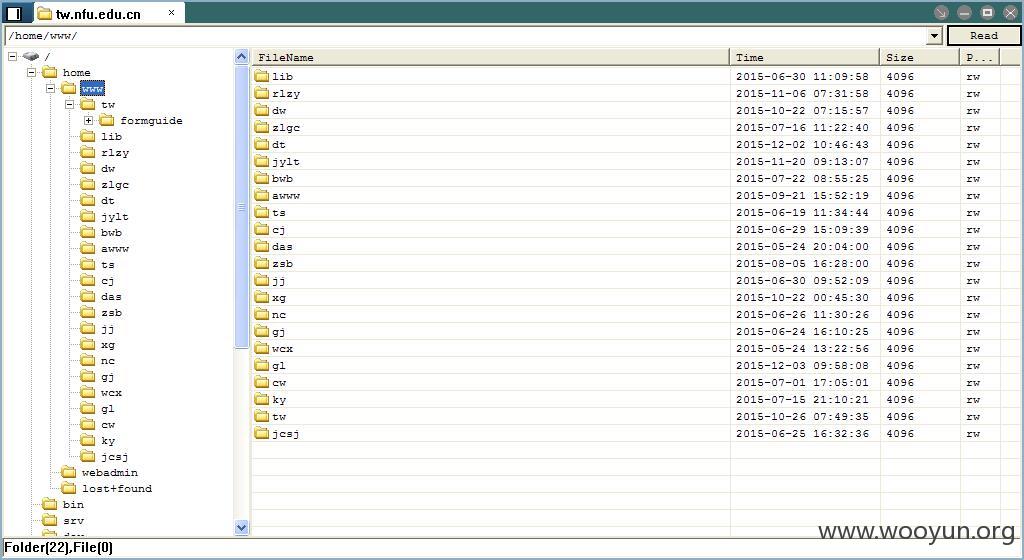 tw.nfu.edu.cn ×
/home/www/ Read
/
home
www
tw
formguide
lib
rlzy
dw
zlgc
dt
jylt
bwb
awww
ts
cj
das
zsb
jj
xg
nc
gj
wcx
gl
cw
ky
jcsj
webadmin
lost+found
bin
srv
FileName Time Size P...
lib 2015-06-30 11:09:58 4096 rw
rlzy 2015-11-06 07:31:58 4096 rw
dw 2015-10-22 07:15:57 4096 rw
zlgc 2015-07-16 11:22:40 4096 rw
dt 2015-12-02 10:46:43 4096 rw
jylt 2015-11-20 09:13:07 4096 rw
bwb 2015-07-22 08:55:25 4096 rw
awww 2015-09-21 15:52:19 4096 rw
ts 2015-06-19 11:34:44 4096 rw
cj 2015-06-29 15:09:39 4096 rw
das 2015-05-24 20:04:00 4096 rw
zsb 2015-08-05 16:28:00 4096 rw
jj 2015-06-30 09:52:09 4096 rw
xg 2015-10-22 00:45:30 4096 rw
nc 2015-06-26 11:30:26 4096 rw
gj 2015-06-24 16:10:25 4096 rw
wcx 2015-05-24 13:22:56 4096 rw
gl 2015-12-03 09:58:08 4096 rw
cw 2015-07-01 17:05:01 4096 rw
ky 2015-07-15 21:10:21 4096 rw
tw 2015-10-26 07:49:35 4096 rw
jcsj 2015-06-25 16:32:36 4096 rw
Folder(22),File(0)
www.wooyun.org